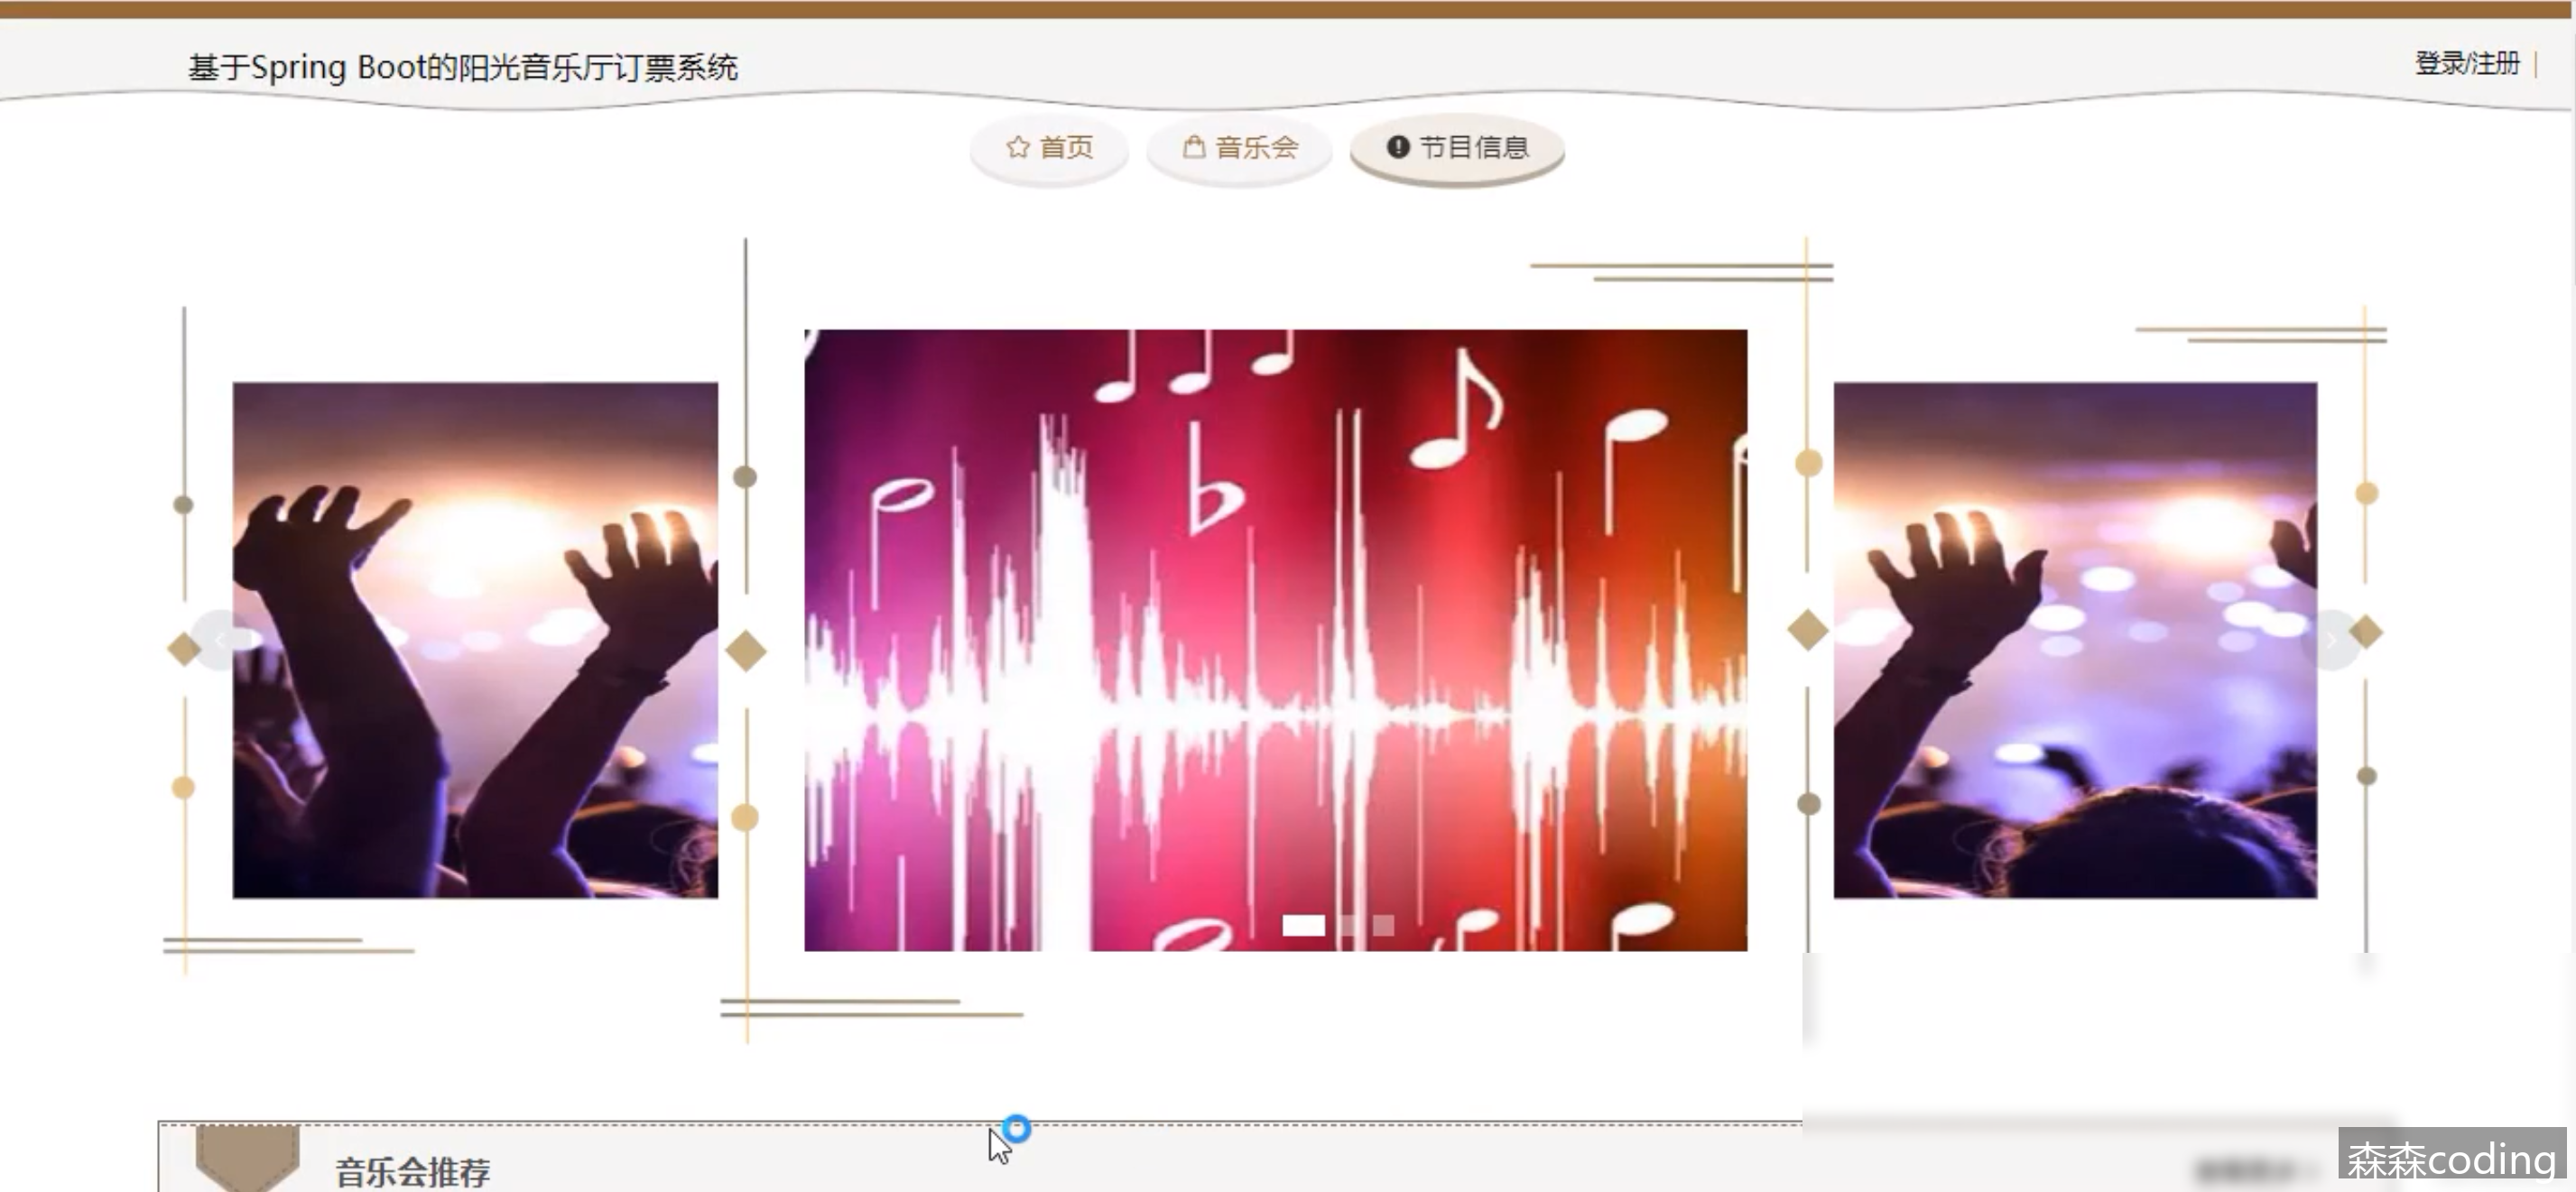 基于Spring Boot的阳光音乐厅订票系统
登录/注册 |
首页
音乐会
节目信息
音乐会推荐
森森coding